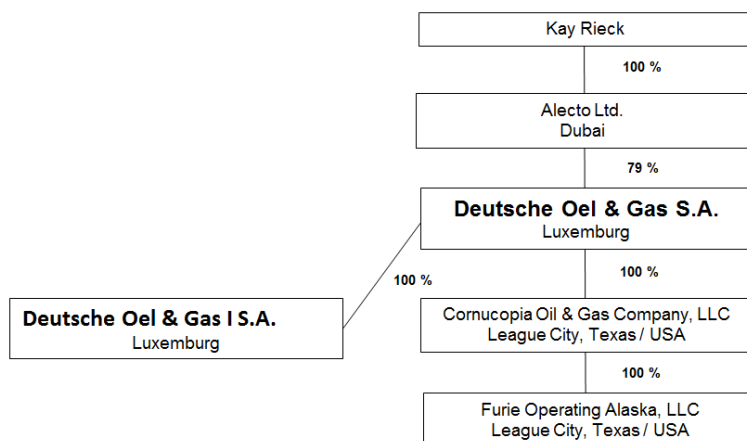 Kay Rieck
100 %
Alecto Ltd.
Dubai
79 %
Deutsche Oel & Gas S.A.
Luxemburg
100 %
100 %
Deutsche Oel & Gas I S.A.
Luxemburg
Cornucopia Oil & Gas Company, LLC
League City, Texas / USA
100 %
Furie Operating Alaska, LLC
League City, Texas / USA